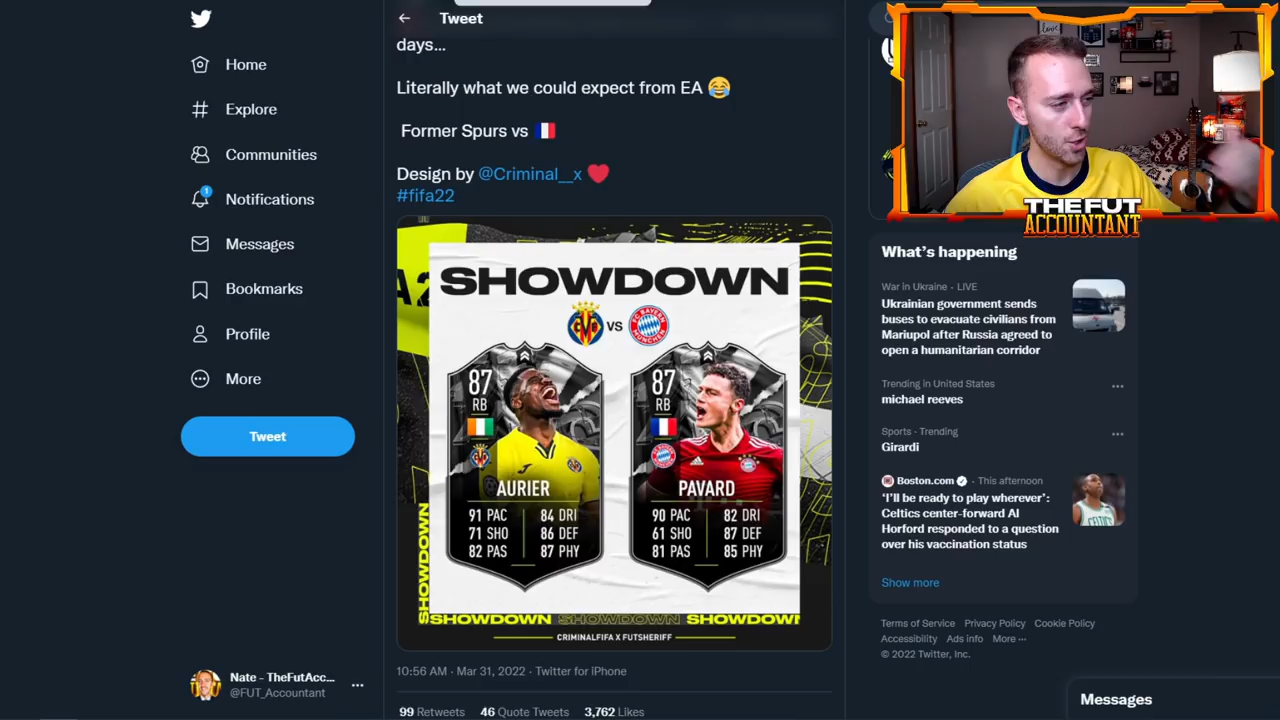 Tweet
days...
Literally what we could expect from EA 😂
Former Spurs vs 🇫🇷
Design by @Criminal__x ❤️
#fifa22
SHOWDOWN
VS
87
RB
AURIER
91 PAC 84 DRI
71 SHO 86 DEF
82 PAS 87 PHY
87
RB
PAVARD
90 PAC 82 DRI
61 SHO 87 DEF
81 PAS 85 PHY
SHOWDOWN
SHOWDOWN SHOWDOWN SHOWDOWN
CRIMINALFIFA X FUTSHERIFF
10:56 AM · Mar 31, 2022 · Twitter for iPhone
99 Retweets 46 Quote Tweets 3,762 Likes
Home
Explore
Communities
1
Notifications
Messages
Bookmarks
Profile
More
Tweet
Nate - TheFutAcc...
@FUT_Accountant
THE FUT
ACCOUNTANT
What's happening
War in Ukraine · LIVE
Ukrainian government sends
buses to evacuate civilians from
Mariupol after Russia agreed to
open a humanitarian corridor
Trending in United States
michael reeves
Sports · Trending
Girardi
Boston.com · This afternoon
'I'll be ready to play wherever':
Celtics center-forward Al
Horford responded to a question
over his vaccination status
Show more
Terms of Service Privacy Policy Cookie Policy
Accessibility Ads info More ···
© 2022 Twitter, Inc.
Messages